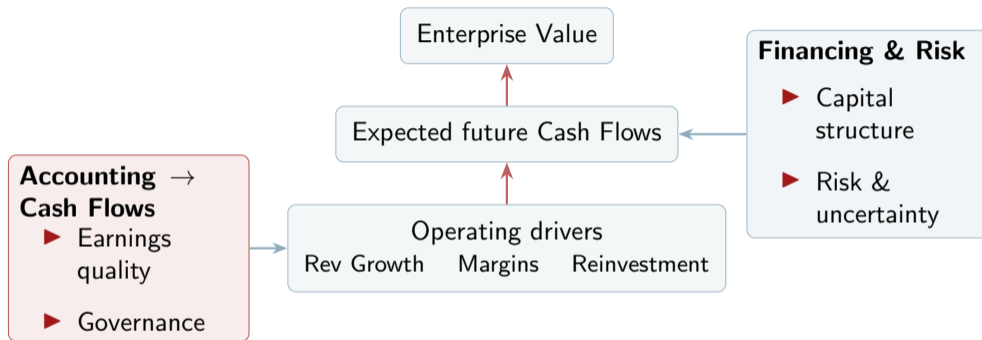 Enterprise Value
Financing & Risk
Capital
structure
Risk &
uncertainty
Expected future Cash Flows
Accounting →
Cash Flows
Earnings
quality
Governance
Operating drivers
Rev Growth Margins Reinvestment